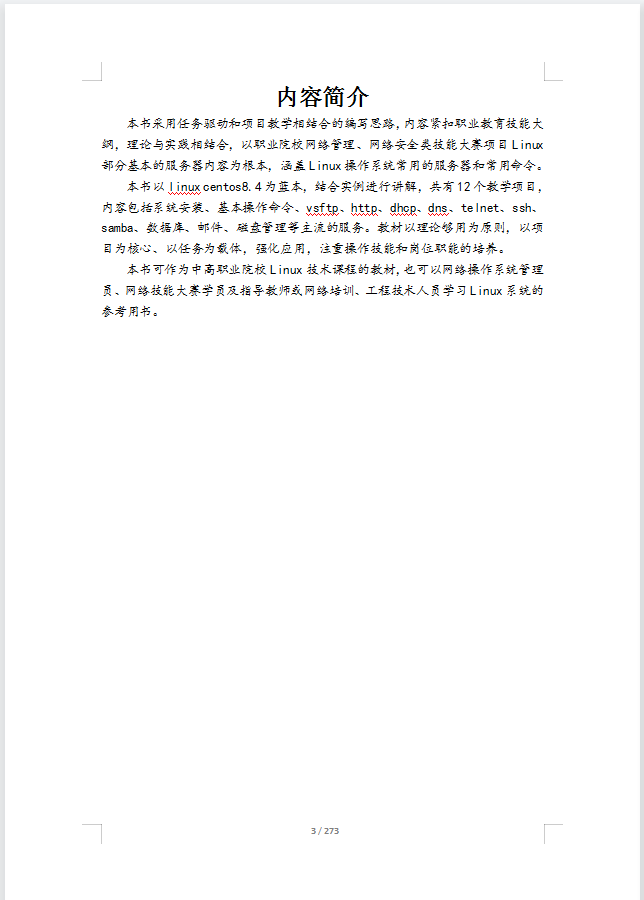 内容简介
本书采用任务驱动和项目教学相结合的编写思路，内容紧扣职业教育技能大
纲，理论与实践相结合，以职业院校网络管理、网络安全类技能大赛项目Linux
部分基本的服务器内容为根本，涵盖Linux操作系统常用的服务器和常用命令。
本书以 linux centos8.4 为蓝本，结合实例进行讲解，共有12个教学项目，
内容包括系统安装、基本操作命令、vsftp、http、dhcp、dns、telnet、ssh、
samba、数据库、邮件、磁盘管理等主流的服务。教材以理论够用为原则，以项
目为核心、以任务为载体，强化应用，注重操作技能和岗位职能的培养。
本书可作为中高职业院校Linux 技术课程的教材，也可以网络操作系统管理
员、网络技能大赛学员及指导教师或网络培训、工程技术人员学习Linux系统的
参考用书。
3 / 273